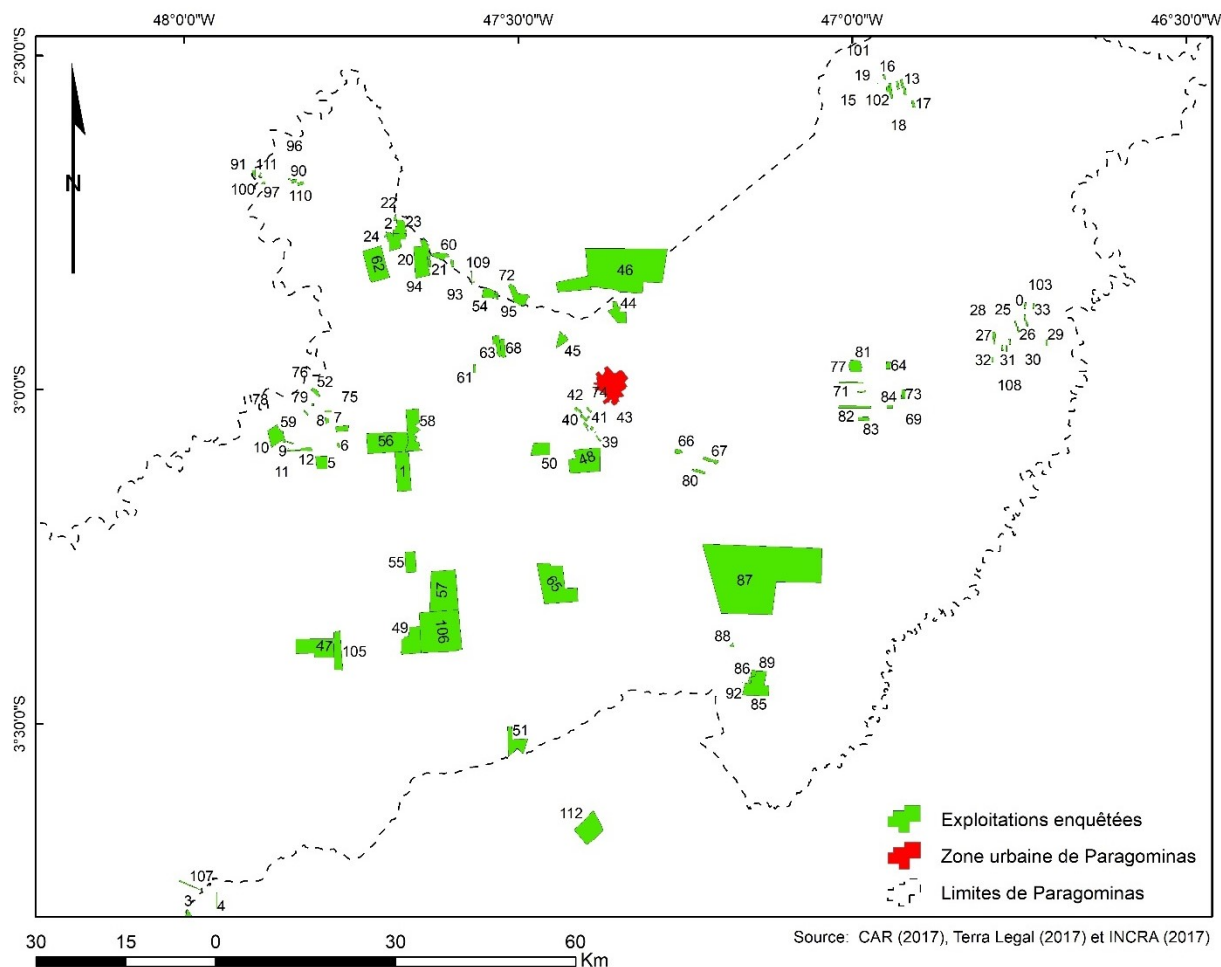 48°0'0"W 47°30'0"W 47°0'0"W 46°30'0"W
2°30'0"S
3°0'0"S
3°30'0"S
N
101
16
19 13
15 102 17
18
96
91 111 90
100 97 110
22
2 23
24 60
62 20 21 109
94 93 72
54 95
46
44
45
63 68
61
103
0
28 25 33
27 26 29
32 31 30
108
81
77 64
71 84 73
82 69
83
76 52
78 79 75
59 8 7
10 9 6
11 12 5
58
56
1
74
42
40 41 43
39
50 48
66 67
80
55
57
65
87
49 106
47 105
88
86 89
92
85
51
112
107
3 4
Exploitations enquêtées
Zone urbaine de Paragominas
Limites de Paragominas
Source: CAR (2017), Terra Legal (2017) et INCRA (2017)
30 15 0 30 60
Km